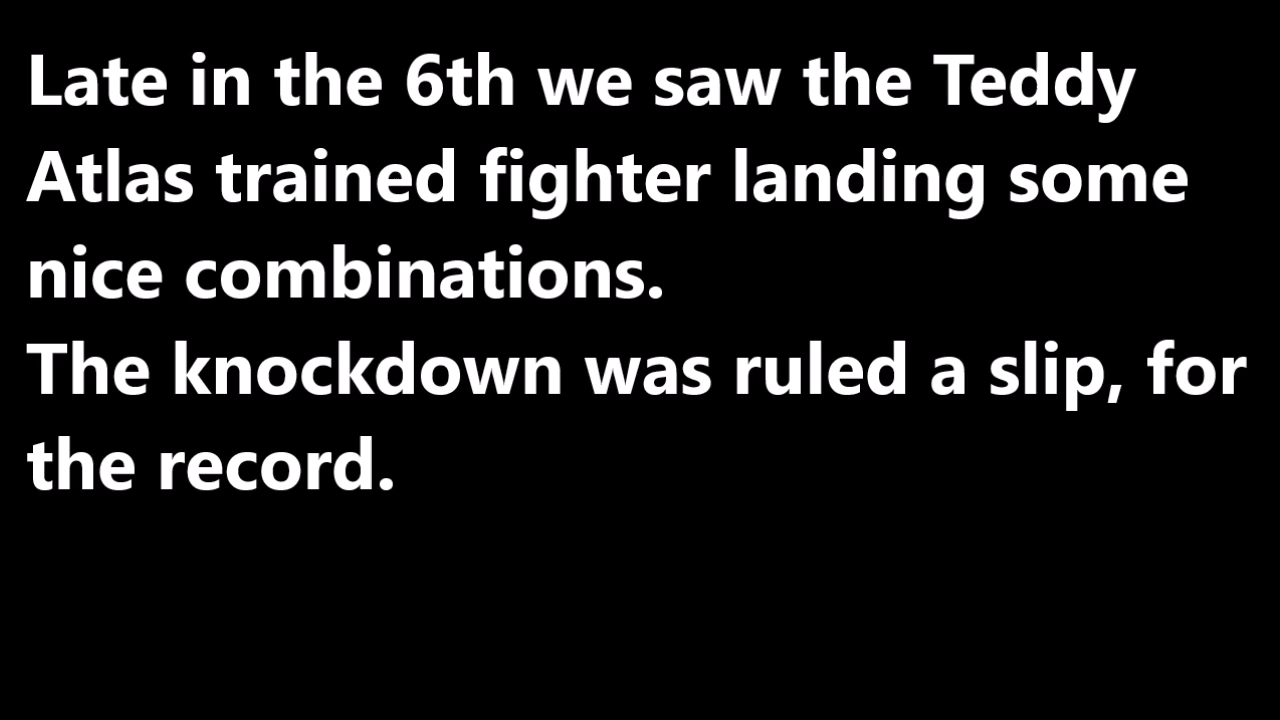 Late in the 6th we saw the Teddy
Atlas trained fighter landing some
nice combinations.
The knockdown was ruled a slip, for
the record.